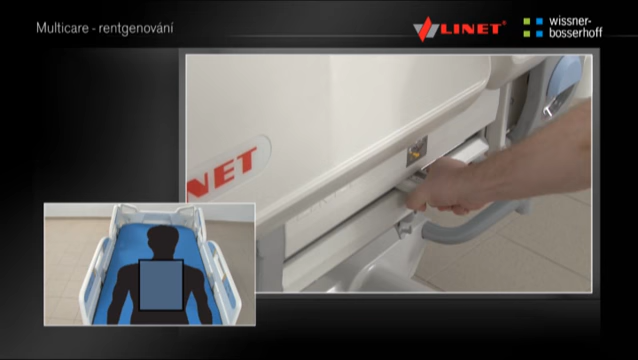 Multicare - rentgenování
LINET®
wissner-
bosserhoff
NET